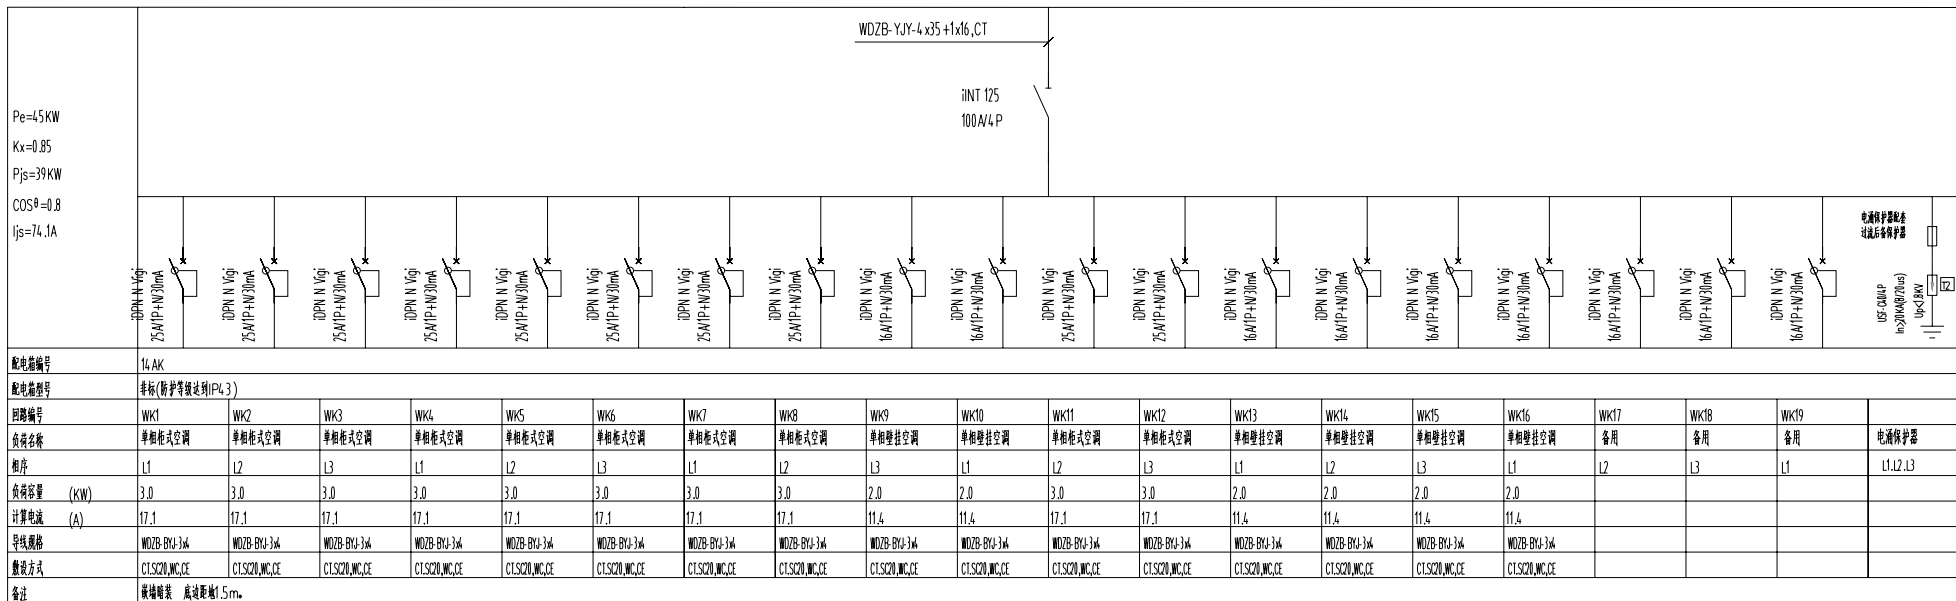 WDZB-YJY-4x35+1x16,CT
iINT 125
100A/4P
Pe=45KW
Kx=0.85
Pjs=39KW
COSθ=0.8
Ijs=74.1A
iDPN N Vigi
25A/1P+N/30mA
iDPN N Vigi
25A/1P+N/30mA
iDPN N Vigi
25A/1P+N/30mA
iDPN N Vigi
25A/1P+N/30mA
iDPN N Vigi
25A/1P+N/30mA
iDPN N Vigi
25A/1P+N/30mA
iDPN N Vigi
25A/1P+N/30mA
iDPN N Vigi
25A/1P+N/30mA
iDPN N Vigi
16A/1P+N/30mA
iDPN N Vigi
16A/1P+N/30mA
iDPN N Vigi
25A/1P+N/30mA
iDPN N Vigi
25A/1P+N/30mA
iDPN N Vigi
16A/1P+N/30mA
iDPN N Vigi
16A/1P+N/30mA
iDPN N Vigi
16A/1P+N/30mA
iDPN N Vigi
16A/1P+N/30mA
iDPN N Vigi
16A/1P+N/30mA
iDPN N Vigi
16A/1P+N/30mA
iDPN N Vigi
16A/1P+N/30mA
电涌保护器配套
过流后备保护器
In≥20KA(8/20us)
Up<1.8KV
T2
配电箱编号 14AK
配电箱型号 非标(防护等级达到IP43)
回路编号 WK1 WK2 WK3 WK4 WK5 WK6 WK7 WK8 WK9 WK10 WK11 WK12 WK13 WK14 WK15 WK16 WK17 WK18 WK19
负荷名称 单相柜式空调 单相柜式空调 单相柜式空调 单相柜式空调 单相柜式空调 单相柜式空调 单相柜式空调 单相柜式空调 单相壁挂空调 单相壁挂空调 单相柜式空调 单相柜式空调 单相壁挂空调 单相壁挂空调 单相壁挂空调 单相壁挂空调 备用 备用 备用 电涌保护器
相序 L1 L2 L3 L1 L2 L3 L1 L2 L3 L1 L2 L3 L1 L2 L3 L1 L2 L3 L1 L1.L2.L3
负荷容量 (KW) 3.0 3.0 3.0 3.0 3.0 3.0 3.0 3.0 2.0 2.0 3.0 3.0 2.0 2.0 2.0 2.0
计算电流 (A) 17.1 17.1 17.1 17.1 17.1 17.1 17.1 17.1 11.4 11.4 17.1 17.1 11.4 11.4 11.4 11.4
导线规格 WDZB-BYJ-3x4 WDZB-BYJ-3x4 WDZB-BYJ-3x4 WDZB-BYJ-3x4 WDZB-BYJ-3x4 WDZB-BYJ-3x4 WDZB-BYJ-3x4 WDZB-BYJ-3x4 WDZB-BYJ-3x4 WDZB-BYJ-3x4 WDZB-BYJ-3x4 WDZB-BYJ-3x4 WDZB-BYJ-3x4 WDZB-BYJ-3x4 WDZB-BYJ-3x4 WDZB-BYJ-3x4
敷设方式 CT.SC20,WC,CE CT.SC20,WC,CE CT.SC20,WC,CE CT.SC20,WC,CE CT.SC20,WC,CE CT.SC20,WC,CE CT.SC20,WC,CE CT.SC20,WC,CE CT.SC20,WC,CE CT.SC20,WC,CE CT.SC20,WC,CE CT.SC20,WC,CE CT.SC20,WC,CE CT.SC20,WC,CE CT.SC20,WC,CE CT.SC20,WC,CE
备注 嵌墙暗装 底边距地1.5m。